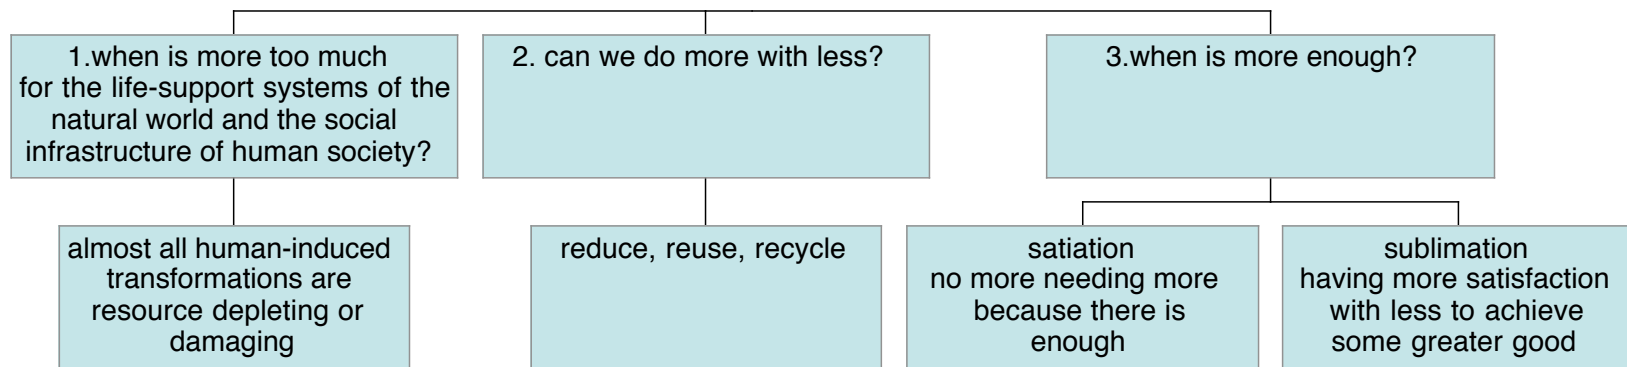 1.when is more too much
for the life-support systems of the
natural world and the social
infrastructure of human society?
2. can we do more with less?
3.when is more enough?
almost all human-induced
transformations are
resource depleting or
damaging
reduce, reuse, recycle
satiation
no more needing more
because there is
enough
sublimation
having more satisfaction
with less to achieve
some greater good